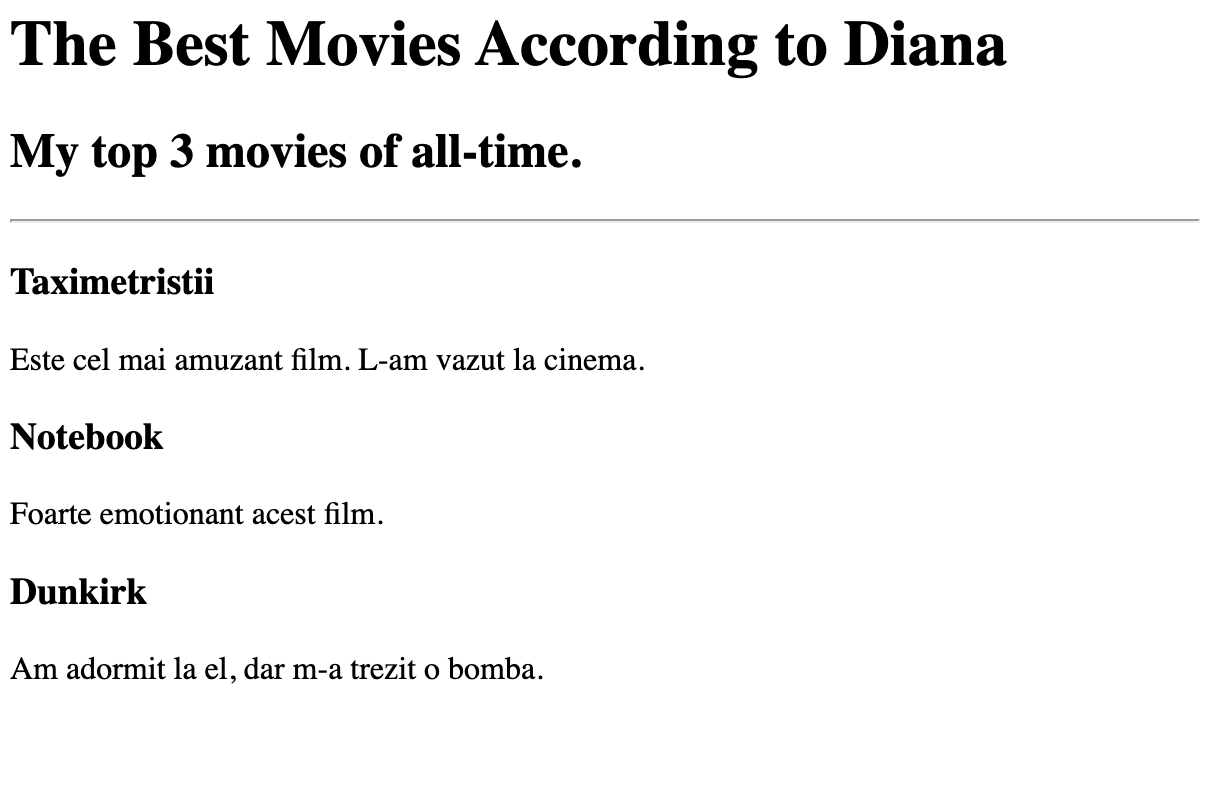 The Best Movies According to Diana
My top 3 movies of all-time.
Taximetristii
Este cel mai amuzant film. L-am vazut la cinema.
Notebook
Foarte emotionant acest film.
Dunkirk
Am adormit la el, dar m-a trezit o bomba.